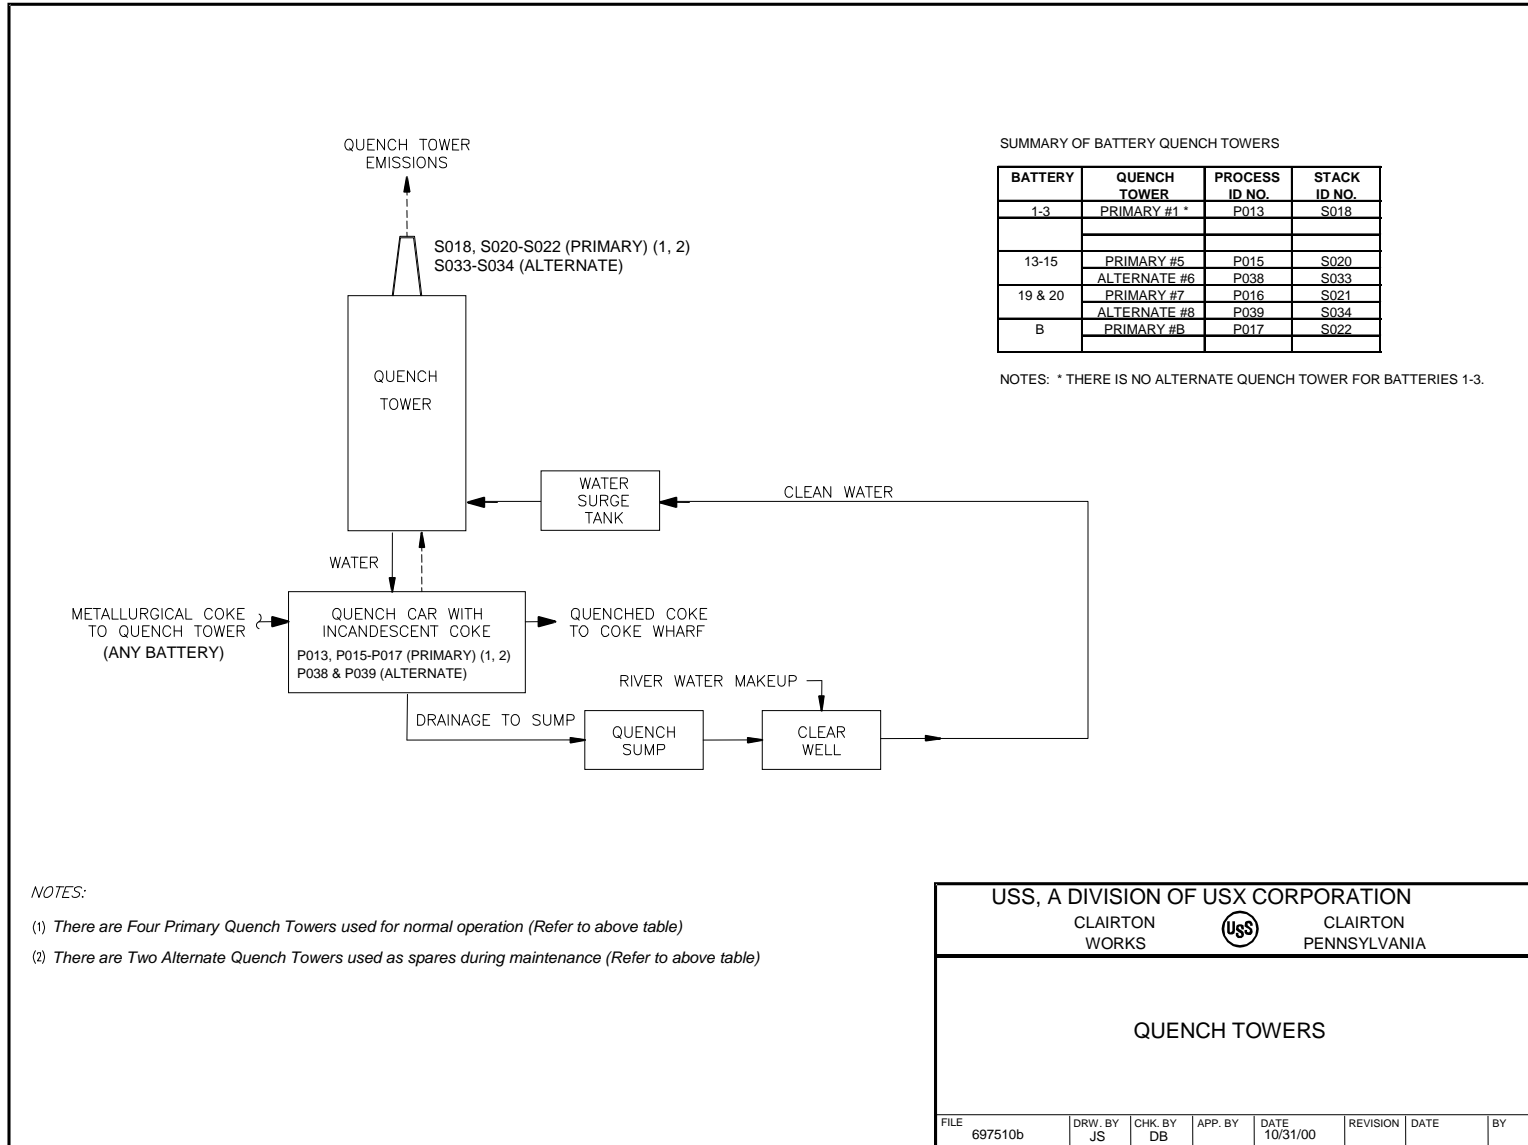 QUENCH TOWER
EMISSIONS
S018, S020-S022 (PRIMARY) (1, 2)
S033-S034 (ALTERNATE)
QUENCH
TOWER
WATER
SURGE
TANK
CLEAN WATER
WATER
METALLURGICAL COKE
TO QUENCH TOWER
(ANY BATTERY)
QUENCH CAR WITH
INCANDESCENT COKE
P013, P015-P017 (PRIMARY) (1, 2)
P038 & P039 (ALTERNATE)
QUENCHED COKE
TO COKE WHARF
RIVER WATER MAKEUP
DRAINAGE TO SUMP
QUENCH
SUMP
CLEAR
WELL
SUMMARY OF BATTERY QUENCH TOWERS
BATTERY QUENCH TOWER PROCESS ID NO. STACK ID NO.
1-3 PRIMARY #1 * P013 S018
13-15 PRIMARY #5 P015 S020
ALTERNATE #6 P038 S033
19 & 20 PRIMARY #7 P016 S021
ALTERNATE #8 P039 S034
B PRIMARY #B P017 S022
NOTES: * THERE IS NO ALTERNATE QUENCH TOWER FOR BATTERIES 1-3.
NOTES:
(1) There are Four Primary Quench Towers used for normal operation (Refer to above table)
(2) There are Two Alternate Quench Towers used as spares during maintenance (Refer to above table)
USS, A DIVISION OF USX CORPORATION
CLAIRTON WORKS
USS
CLAIRTON PENNSYLVANIA
QUENCH TOWERS
FILE 697510b
DRW. BY JS
CHK. BY DB
APP. BY
DATE 10/31/00
REVISION
DATE
BY